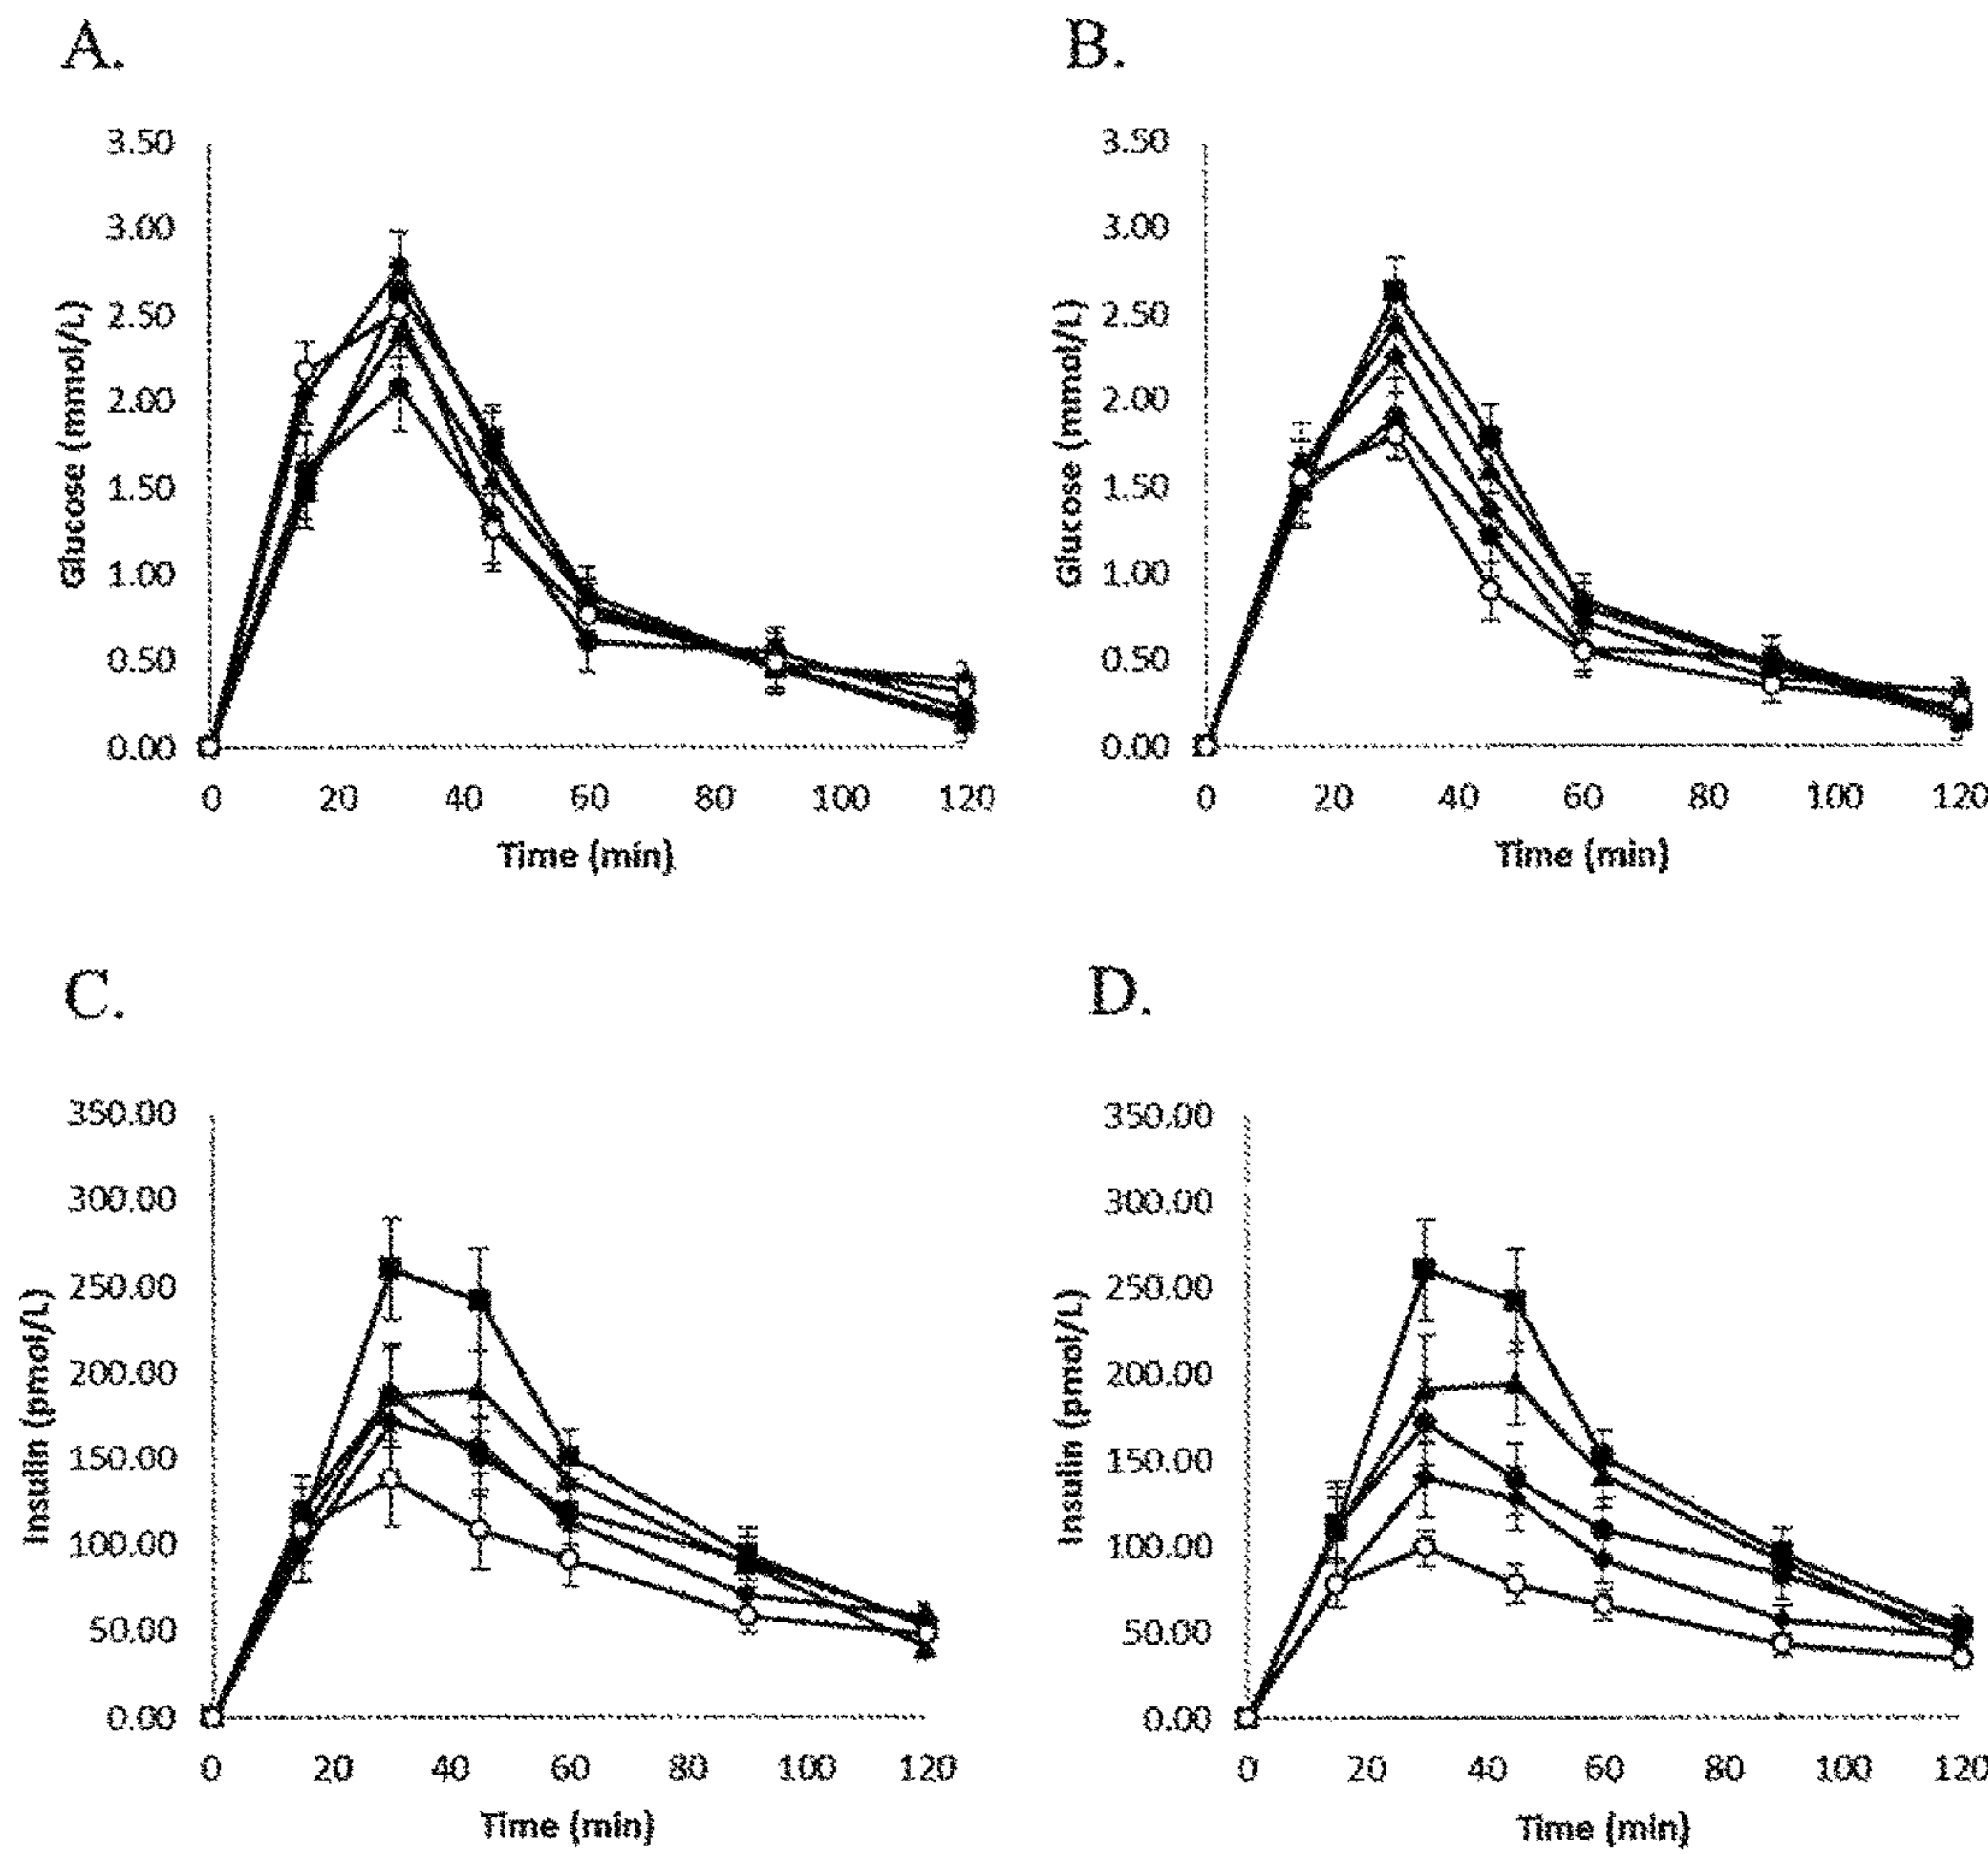 A.
3.50
3.00
2.50
2.00
1.50
1.00
0.50
0.00
Glucose (mmol/L)
0 20 40 60 80 100 120
Time (min)
B.
3.50
3.00
2.50
2.00
1.50
1.00
0.50
0.00
Glucose (mmol/L)
0 20 40 60 80 100 120
Time (min)
C.
350.00
300.00
250.00
200.00
150.00
100.00
50.00
0.00
Insulin (pmol/L)
0 20 40 60 80 100 120
Time (min)
D.
350.00
300.00
250.00
200.00
150.00
100.00
50.00
0.00
Insulin (pmol/L)
0 20 40 60 80 100 120
Time (min)